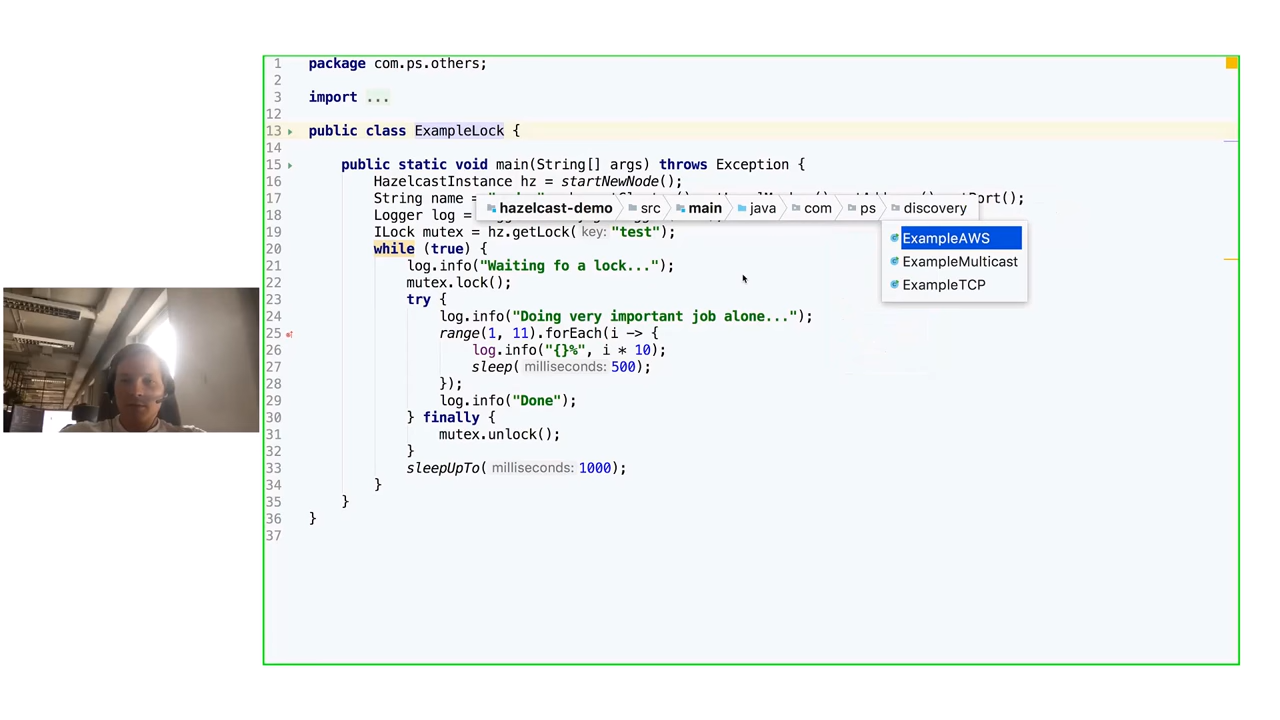 1 package com.ps.others;
2
3 import ...
12
13 public class ExampleLock {
14
15 public static void main(String[] args) throws Exception {
16 HazelcastInstance hz = startNewNode();
17 String name =
hazelcast-demo src main java com ps discovery
18 Logger log =
19 ILock mutex = hz.getLock( key: "test");
ExampleAWS
20 while (true) {
21 log.info("Waiting fo a lock...");
ExampleMulticast
22 mutex.lock();
ExampleTCP
23 try {
24 log.info("Doing very important job alone...");
25 range(1, 11).forEach(i -> {
26 log.info("{}%", i * 10);
27 sleep( milliseconds: 500);
28 });
29 log.info("Done");
30 } finally {
31 mutex.unlock();
32 }
33 sleepUpTo( milliseconds: 1000);
34 }
35 }
36 }
37